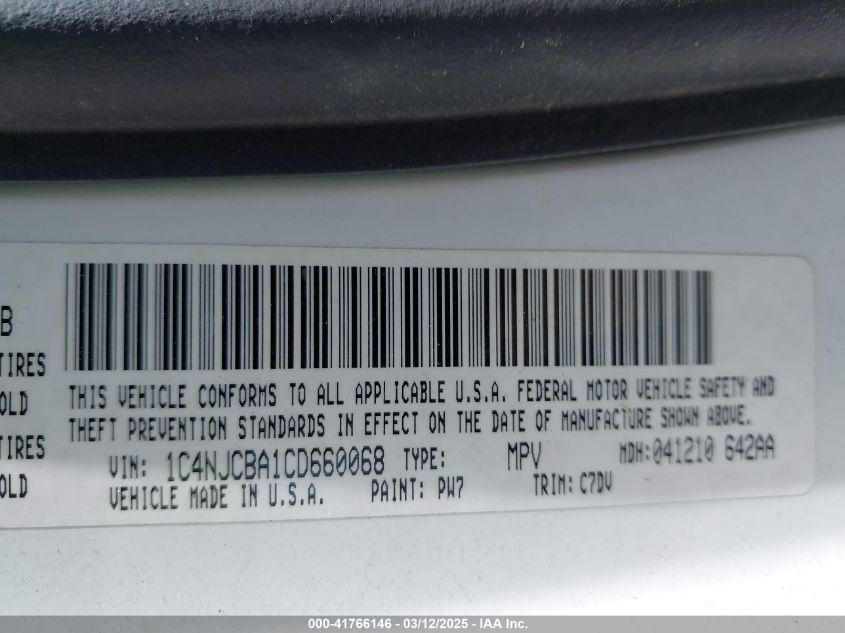 B
TIRES
OLD
TIRES
OLD
THIS VEHICLE CONFORMS TO ALL APPLICABLE U.S.A. FEDERAL MOTOR VEHICLE SAFETY AND
THEFT PREVENTION STANDARDS IN EFFECT ON THE DATE OF MANUFACTURE SHOWN ABOVE.
VIN: 1C4NJCBA1CD660068 TYPE: MPV MDH:041210 642AA
VEHICLE MADE IN U.S.A. PAINT: PW7 TRIM: C7DV
000-41766146 - 03/12/2025 - IAA Inc.